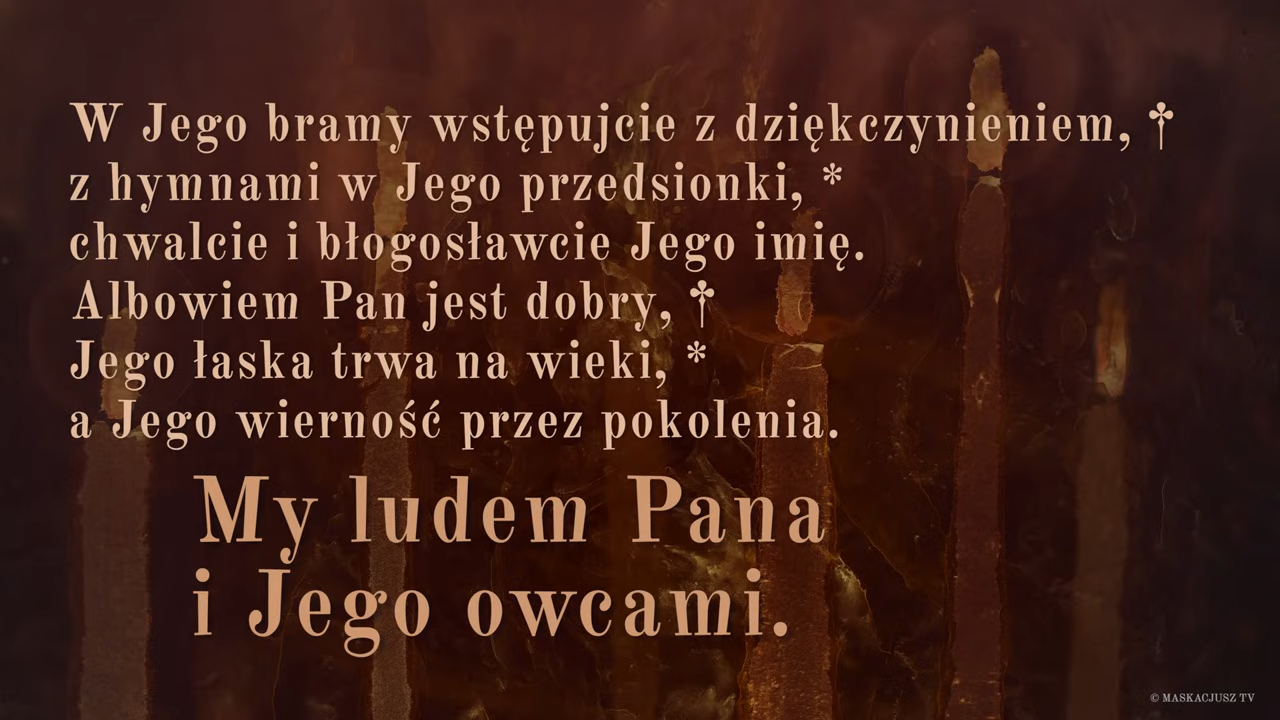 W Jego bramy wstępujcie z dziękczynieniem, †
z hymnami w Jego przedsionki, *
chwalcie i błogosławcie Jego imię.
Albowiem Pan jest dobry, †
Jego łaska trwa na wieki, *
a Jego wierność przez pokolenia.
My ludem Pana
i Jego owcami.
© MASKACJUSZ TV